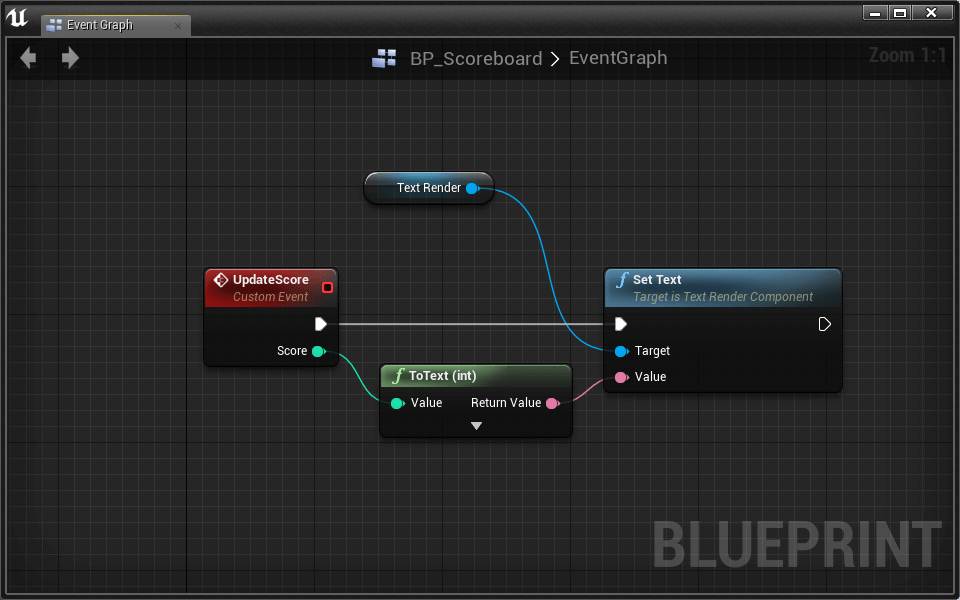 Event Graph
BP_Scoreboard > EventGraph
Zoom 1:1
Text Render
UpdateScore
Custom Event
Score
ToText (int)
Value Return Value
Set Text
Target is Text Render Component
Target
Value
BLUEPRINT